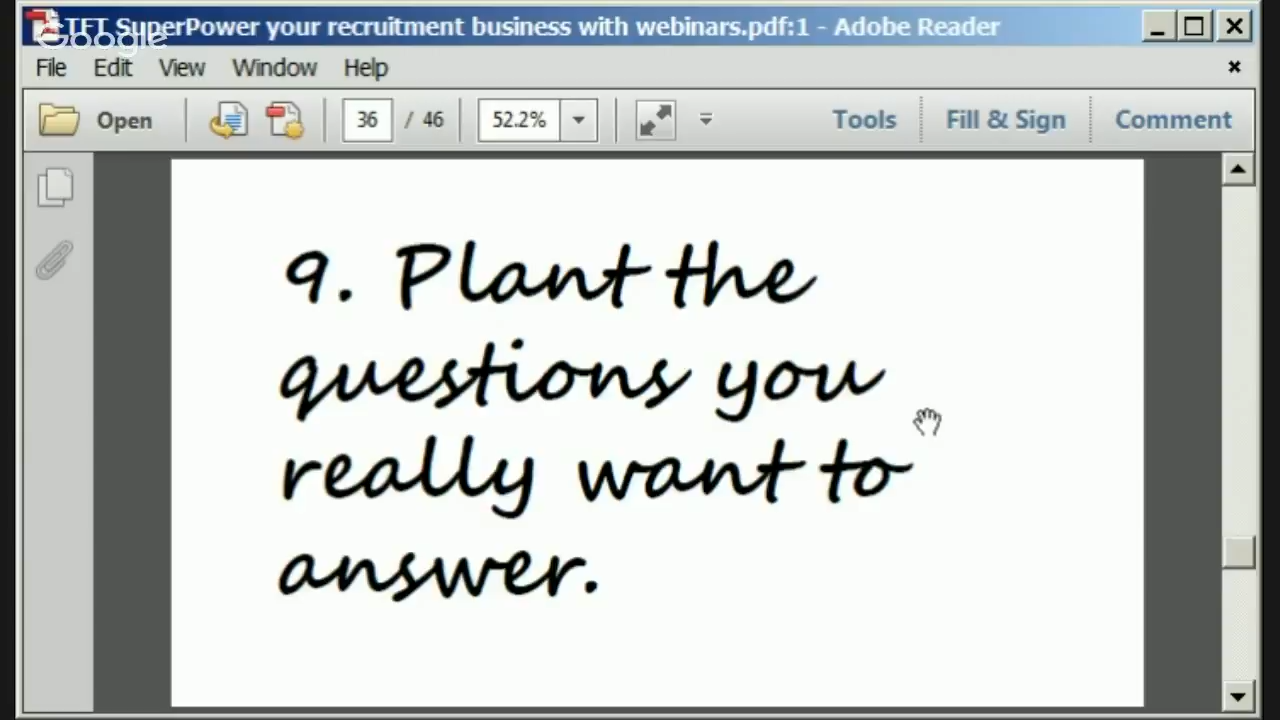 TFT SuperPower your recruitment business with webinars.pdf:1 - Adobe Reader
Google
File Edit View Window Help
Open 36 / 46 52.2% Tools Fill & Sign Comment
9. Plant the
questions you
really want to
answer.